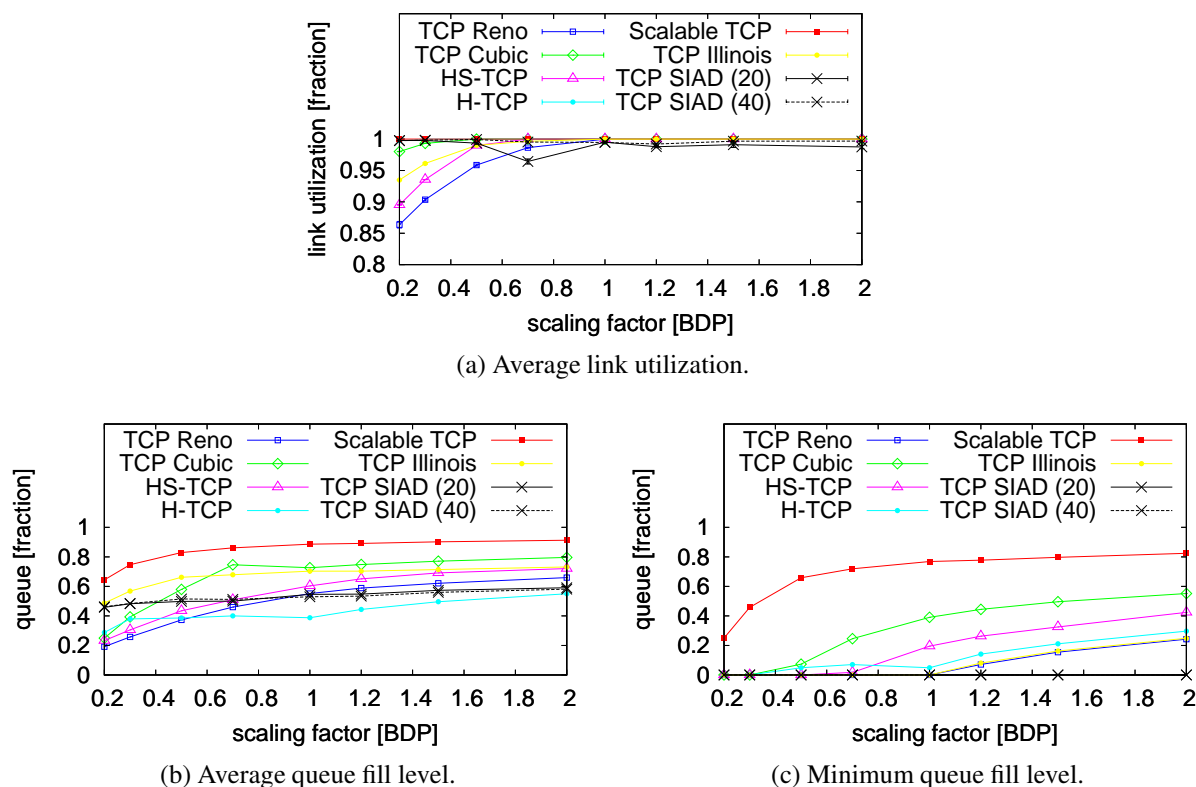 TCP Reno
TCP Cubic
HS-TCP
H-TCP
Scalable TCP
TCP Illinois
TCP SIAD (20)
TCP SIAD (40)
link utilization [fraction]
1
0.95
0.9
0.85
0.8
0.2 0.4 0.6 0.8 1 1.2 1.4 1.6 1.8 2
scaling factor [BDP]
(a) Average link utilization.
TCP Reno
TCP Cubic
HS-TCP
H-TCP
Scalable TCP
TCP Illinois
TCP SIAD (20)
TCP SIAD (40)
queue [fraction]
1
0.8
0.6
0.4
0.2
0
0.2 0.4 0.6 0.8 1 1.2 1.4 1.6 1.8 2
scaling factor [BDP]
(b) Average queue fill level.
TCP Reno
TCP Cubic
HS-TCP
H-TCP
Scalable TCP
TCP Illinois
TCP SIAD (20)
TCP SIAD (40)
queue [fraction]
1
0.8
0.6
0.4
0.2
0
0.2 0.4 0.6 0.8 1 1.2 1.4 1.6 1.8 2
scaling factor [BDP]
(c) Minimum queue fill level.